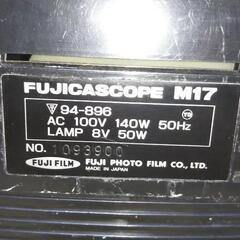 FUJICASCOPE M17
94-896
AC 100V 140W 50Hz
LAMP 8V 50W
NO. 1093900
FUJI FILM FUJI PHOTO FILM CO., LTD.
MADE IN JAPAN